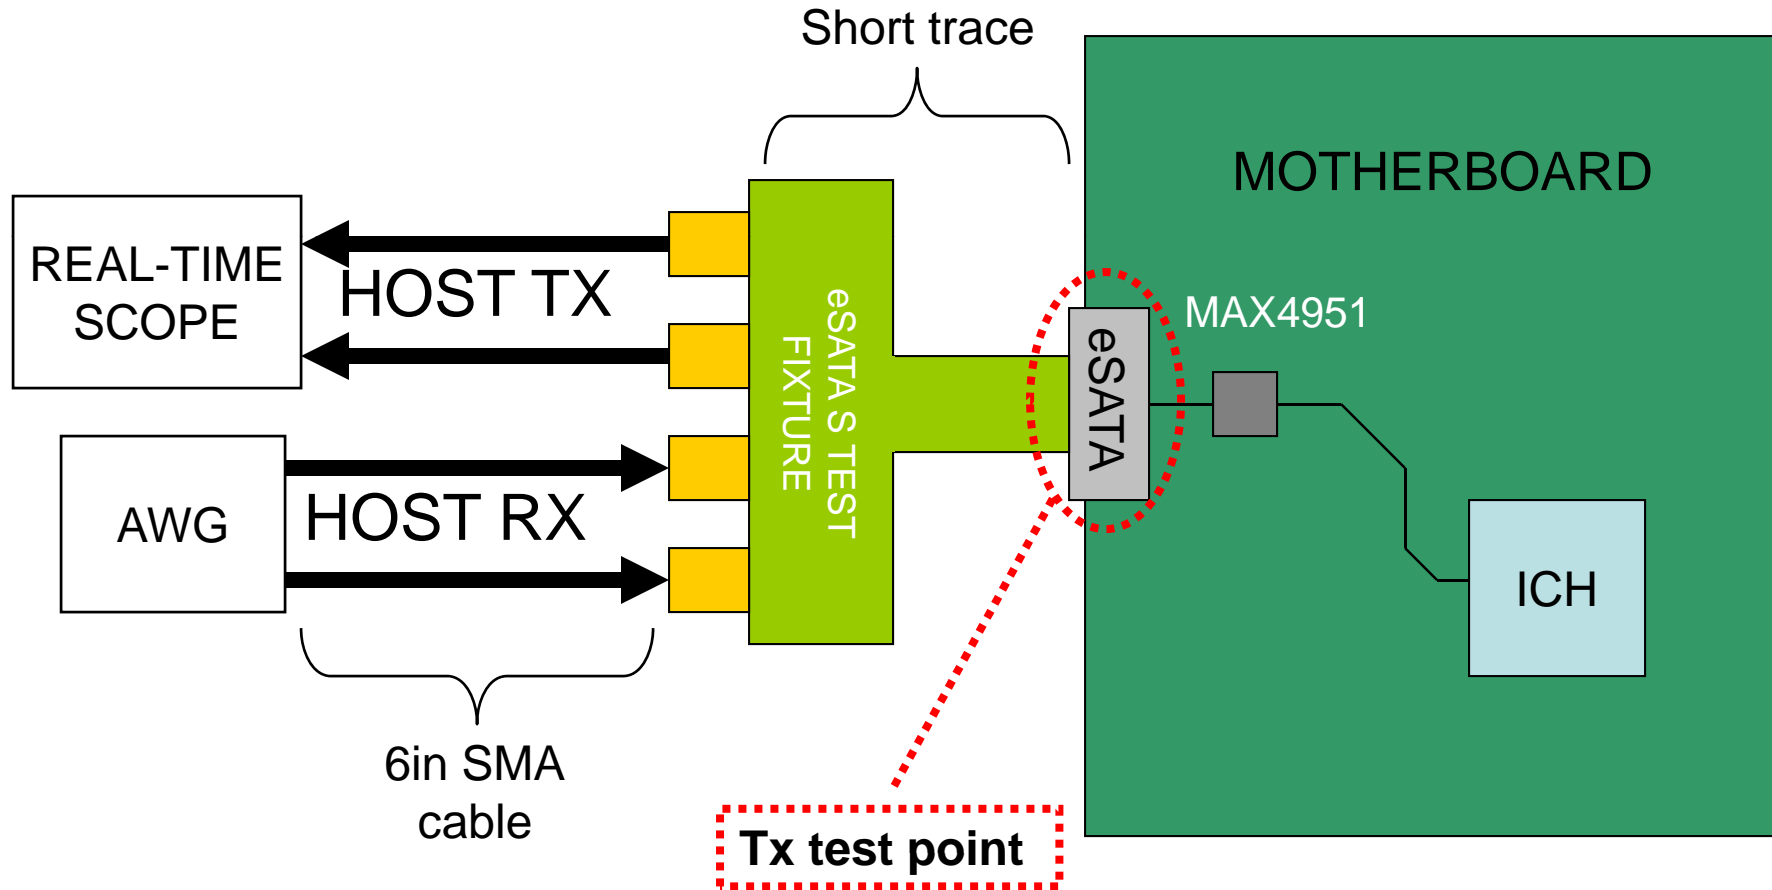 Short trace
MOTHERBOARD
REAL-TIME
SCOPE
HOST TX
eSATA S TEST
FIXTURE
eSATA
MAX4951
AWG
HOST RX
ICH
6in SMA
cable
Tx test point